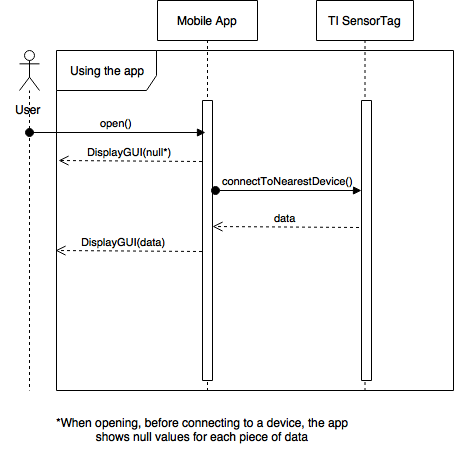 Mobile App
TI SensorTag
Using the app
User
open()
DisplayGUI(null*)
connectToNearestDevice()
data
DisplayGUI(data)
*When opening, before connecting to a device, the app
shows null values for each piece of data